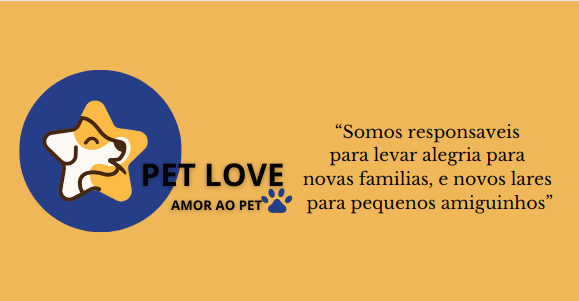 PET LOVE
AMOR AO PET
“Somos responsaveis
para levar alegria para
novas familias, e novos lares
para pequenos amiguinhos”